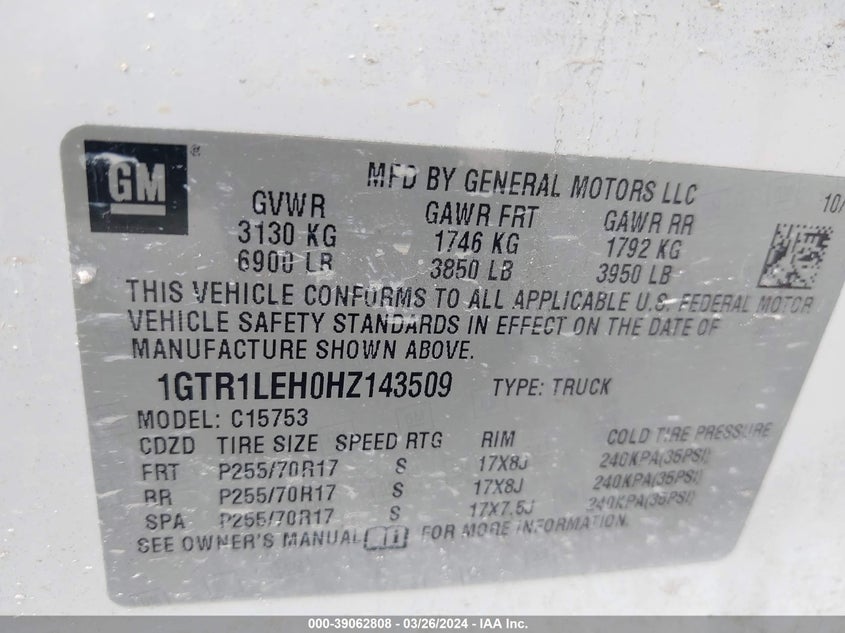 GM ®
MFD BY GENERAL MOTORS LLC
10/
GVWR GAWR FRT GAWR RR
3130 KG 1746 KG 1792 KG
6900 LB 3850 LB 3950 LB
THIS VEHICLE CONFORMS TO ALL APPLICABLE U.S. FEDERAL MOTOR
VEHICLE SAFETY STANDARDS IN EFFECT ON THE DATE OF
MANUFACTURE SHOWN ABOVE.
1GTR1LEH0HZ143509 TYPE: TRUCK
MODEL: C15753
CDZD TIRE SIZE SPEED RTG RIM COLD TIRE PRESSURE
FRT P255/70R17 S 17X8J 240KPA(35PSI)
RR P255/70R17 S 17X8J 240KPA(35PSI)
SPA P255/70R17 S 17X7.5J 240KPA(35PSI)
SEE OWNER'S MANUAL FOR MORE INFORMATION.
000-39062808 - 03/26/2024 - IAA Inc.